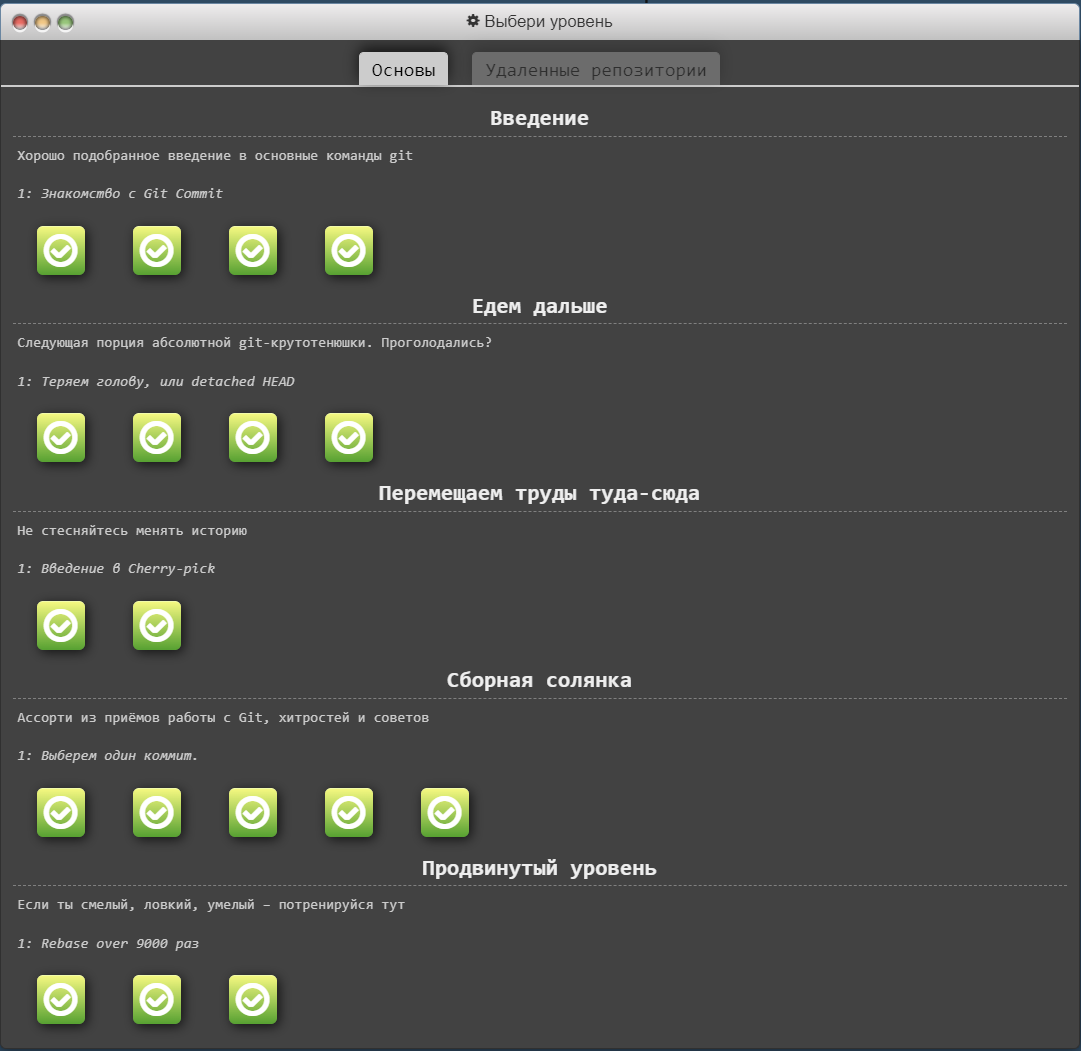 Выбери уровень
Основы
Удаленные репозитории
Введение
Хорошо подобранное введение в основные команды git
1: Знакомство с Git Commit
Едем дальше
Следующая порция абсолютной git-крутотенюшки. Проголодались?
1: Теряем голову, или detached HEAD
Перемещаем труды туда-сюда
Не стесняйтесь менять историю
1: Введение в Cherry-pick
Сборная солянка
Ассорти из приёмов работы с Git, хитростей и советов
1: Выберем один коммит.
Продвинутый уровень
Если ты смелый, ловкий, умелый – потренируйся тут
1: Rebase over 9000 раз